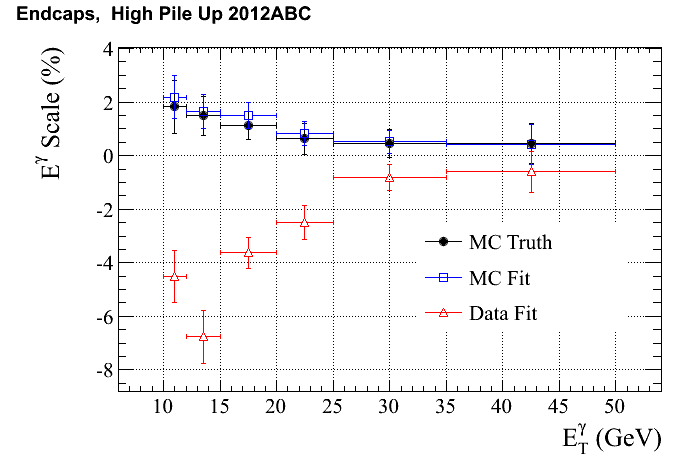 Endcaps,  High Pile Up 2012ABC
E^γ Scale (%)
4
2
0
-2
-4
-6
-8
MC Truth
MC Fit
Data Fit
10 15 20 25 30 35 40 45 50
E_T^γ (GeV)